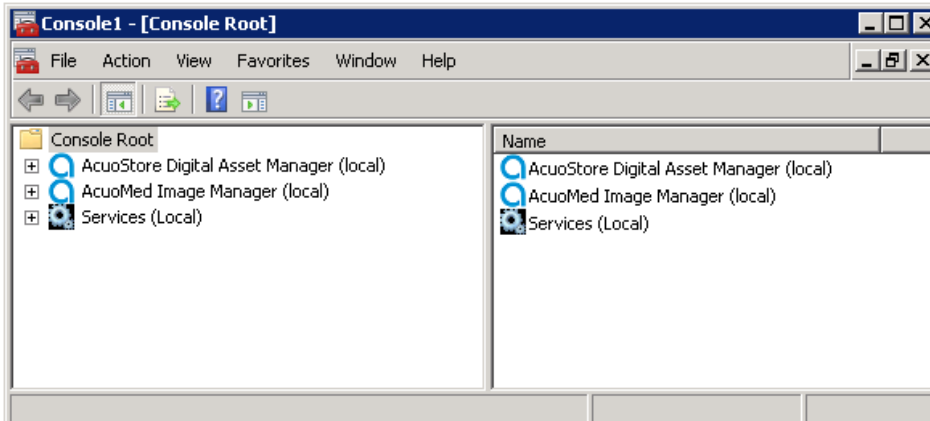 Console1 - [Console Root]
File Action View Favorites Window Help
Console Root
AcuoStore Digital Asset Manager (local)
AcuoMed Image Manager (local)
Services (Local)
Name
AcuoStore Digital Asset Manager (local)
AcuoMed Image Manager (local)
Services (Local)